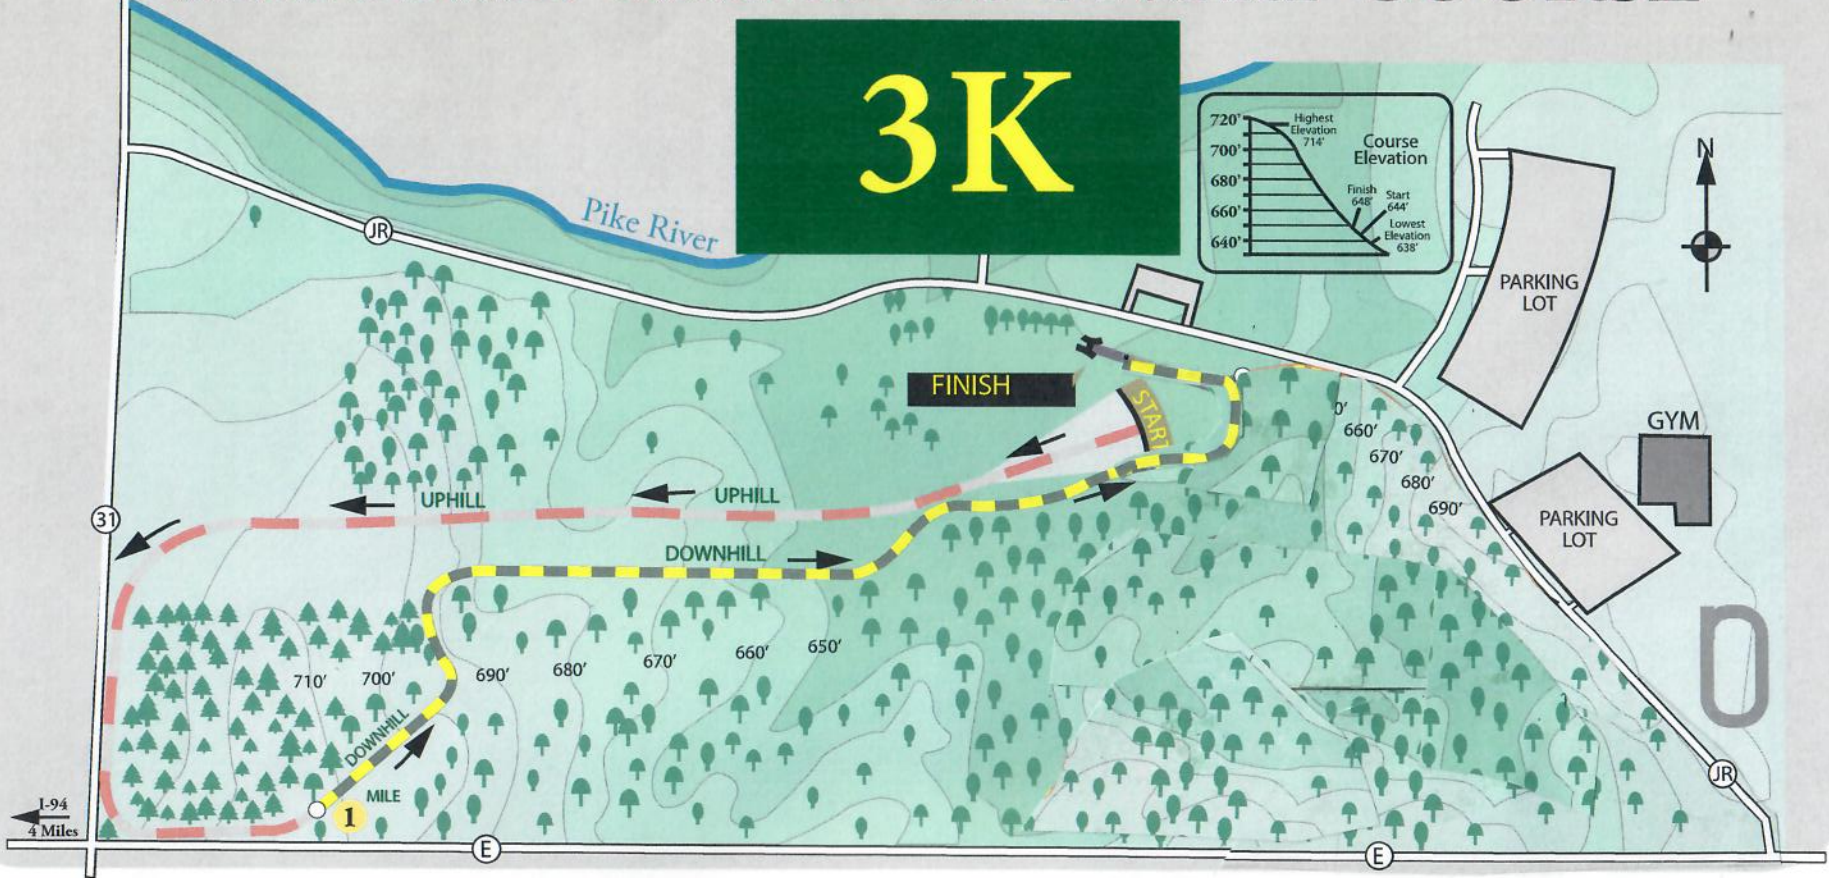 3K
720'
700'
680'
660'
640'
Highest
Elevation
714'
Course
Elevation
Finish
648'
Start
644'
Lowest
Elevation
638'
N
Pike River
JR
PARKING
LOT
FINISH
START
0'
660'
670'
680'
690'
GYM
PARKING
LOT
31
UPHILL
UPHILL
DOWNHILL
710'
700'
690'
680'
670'
660'
650'
DOWNHILL
MILE
1
JR
I-94
4 Miles
E
E